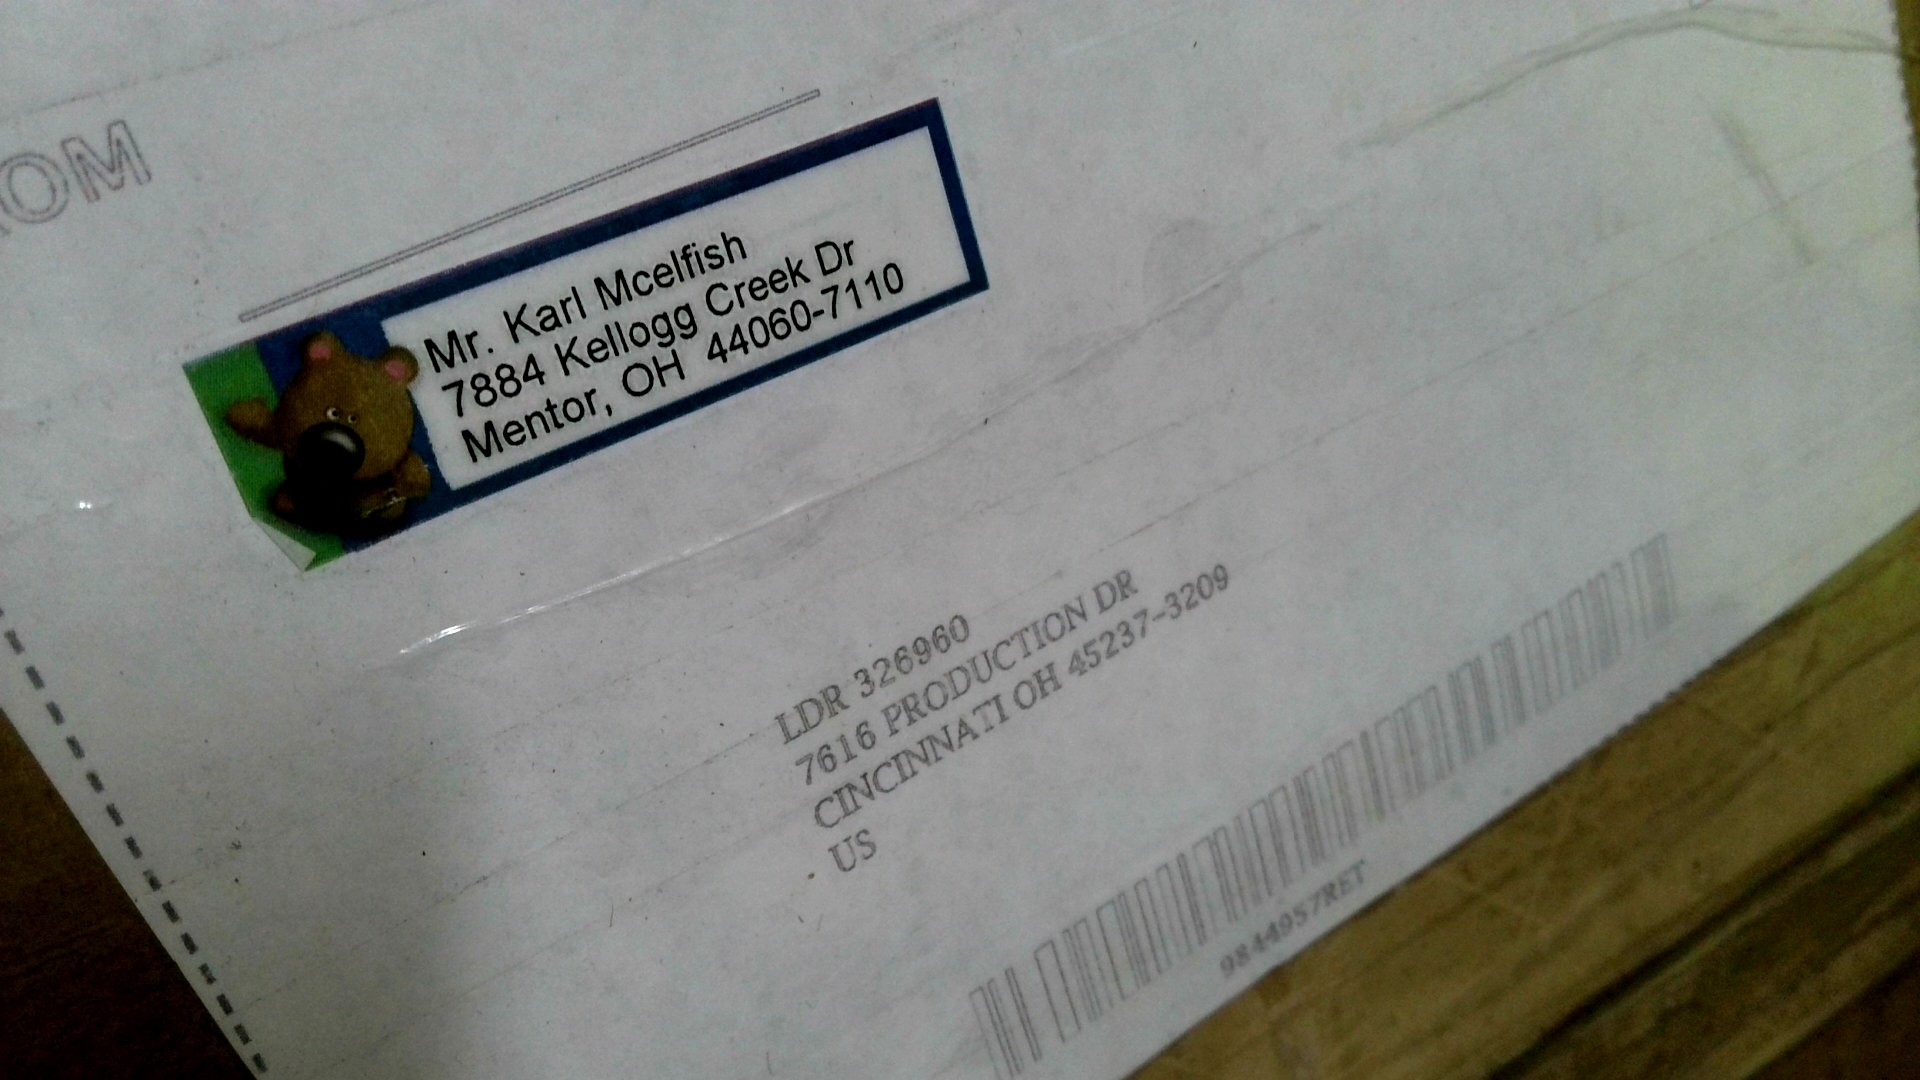 OM
Mr. Karl Mcelfish
7884 Kellogg Creek Dr
Mentor, OH 44060-7110
LDR 326960
7616 PRODUCTION DR
CINCINNATI OH 45237-3209
US
9844957RET